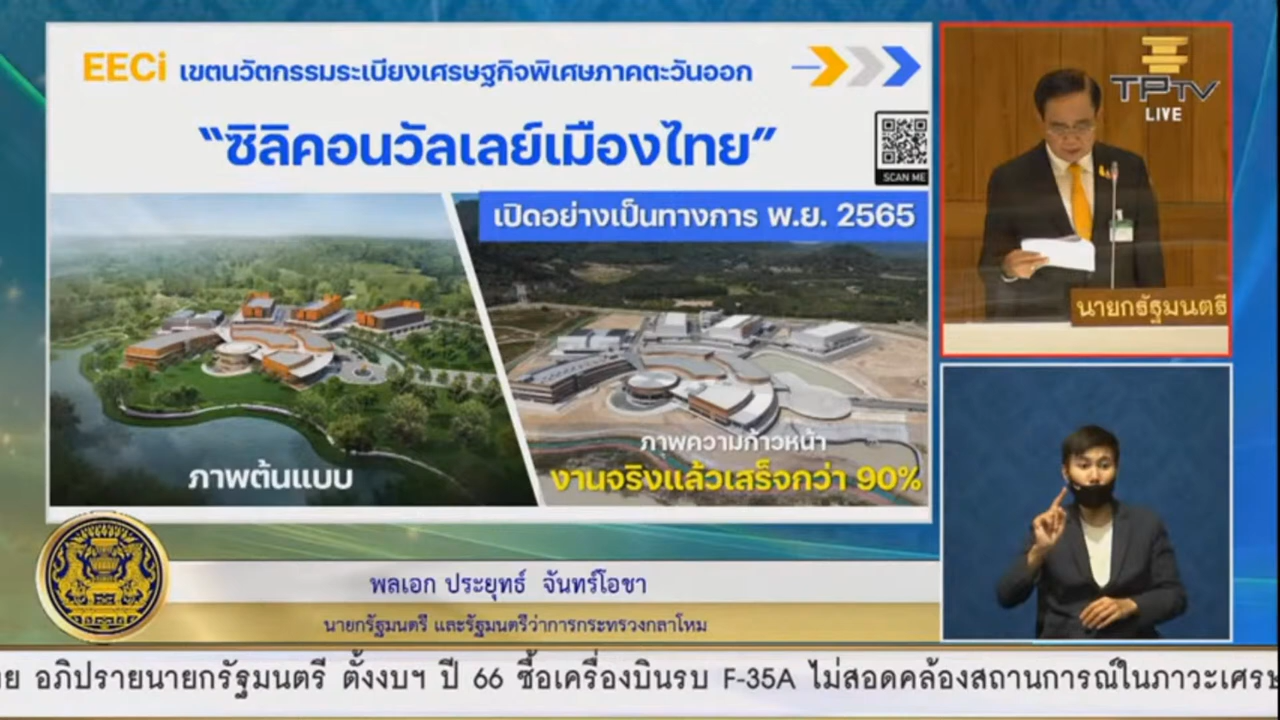 EECi เขตนวัตกรรมระเบียงเศรษฐกิจพิเศษภาคตะวันออก
“ซิลิคอนวัลเลย์เมืองไทย”
SCAN ME
เปิดอย่างเป็นทางการ พ.ย. 2565
ภาพต้นแบบ
ภาพความก้าวหน้า
งานจริงแล้วเสร็จกว่า 90%
TPTV
LIVE
นายกรัฐมนตรี
พลเอก ประยุทธ์ จันทร์โอชา
นายกรัฐมนตรี และรัฐมนตรีว่าการกระทรวงกลาโหม
อภิปรายนายกรัฐมนตรี ตั้งงบฯ ปี 66 ซื้อเครื่องบินรบ F-35A ไม่สอดคล้องสถานการณ์ในภาวะเศรษ